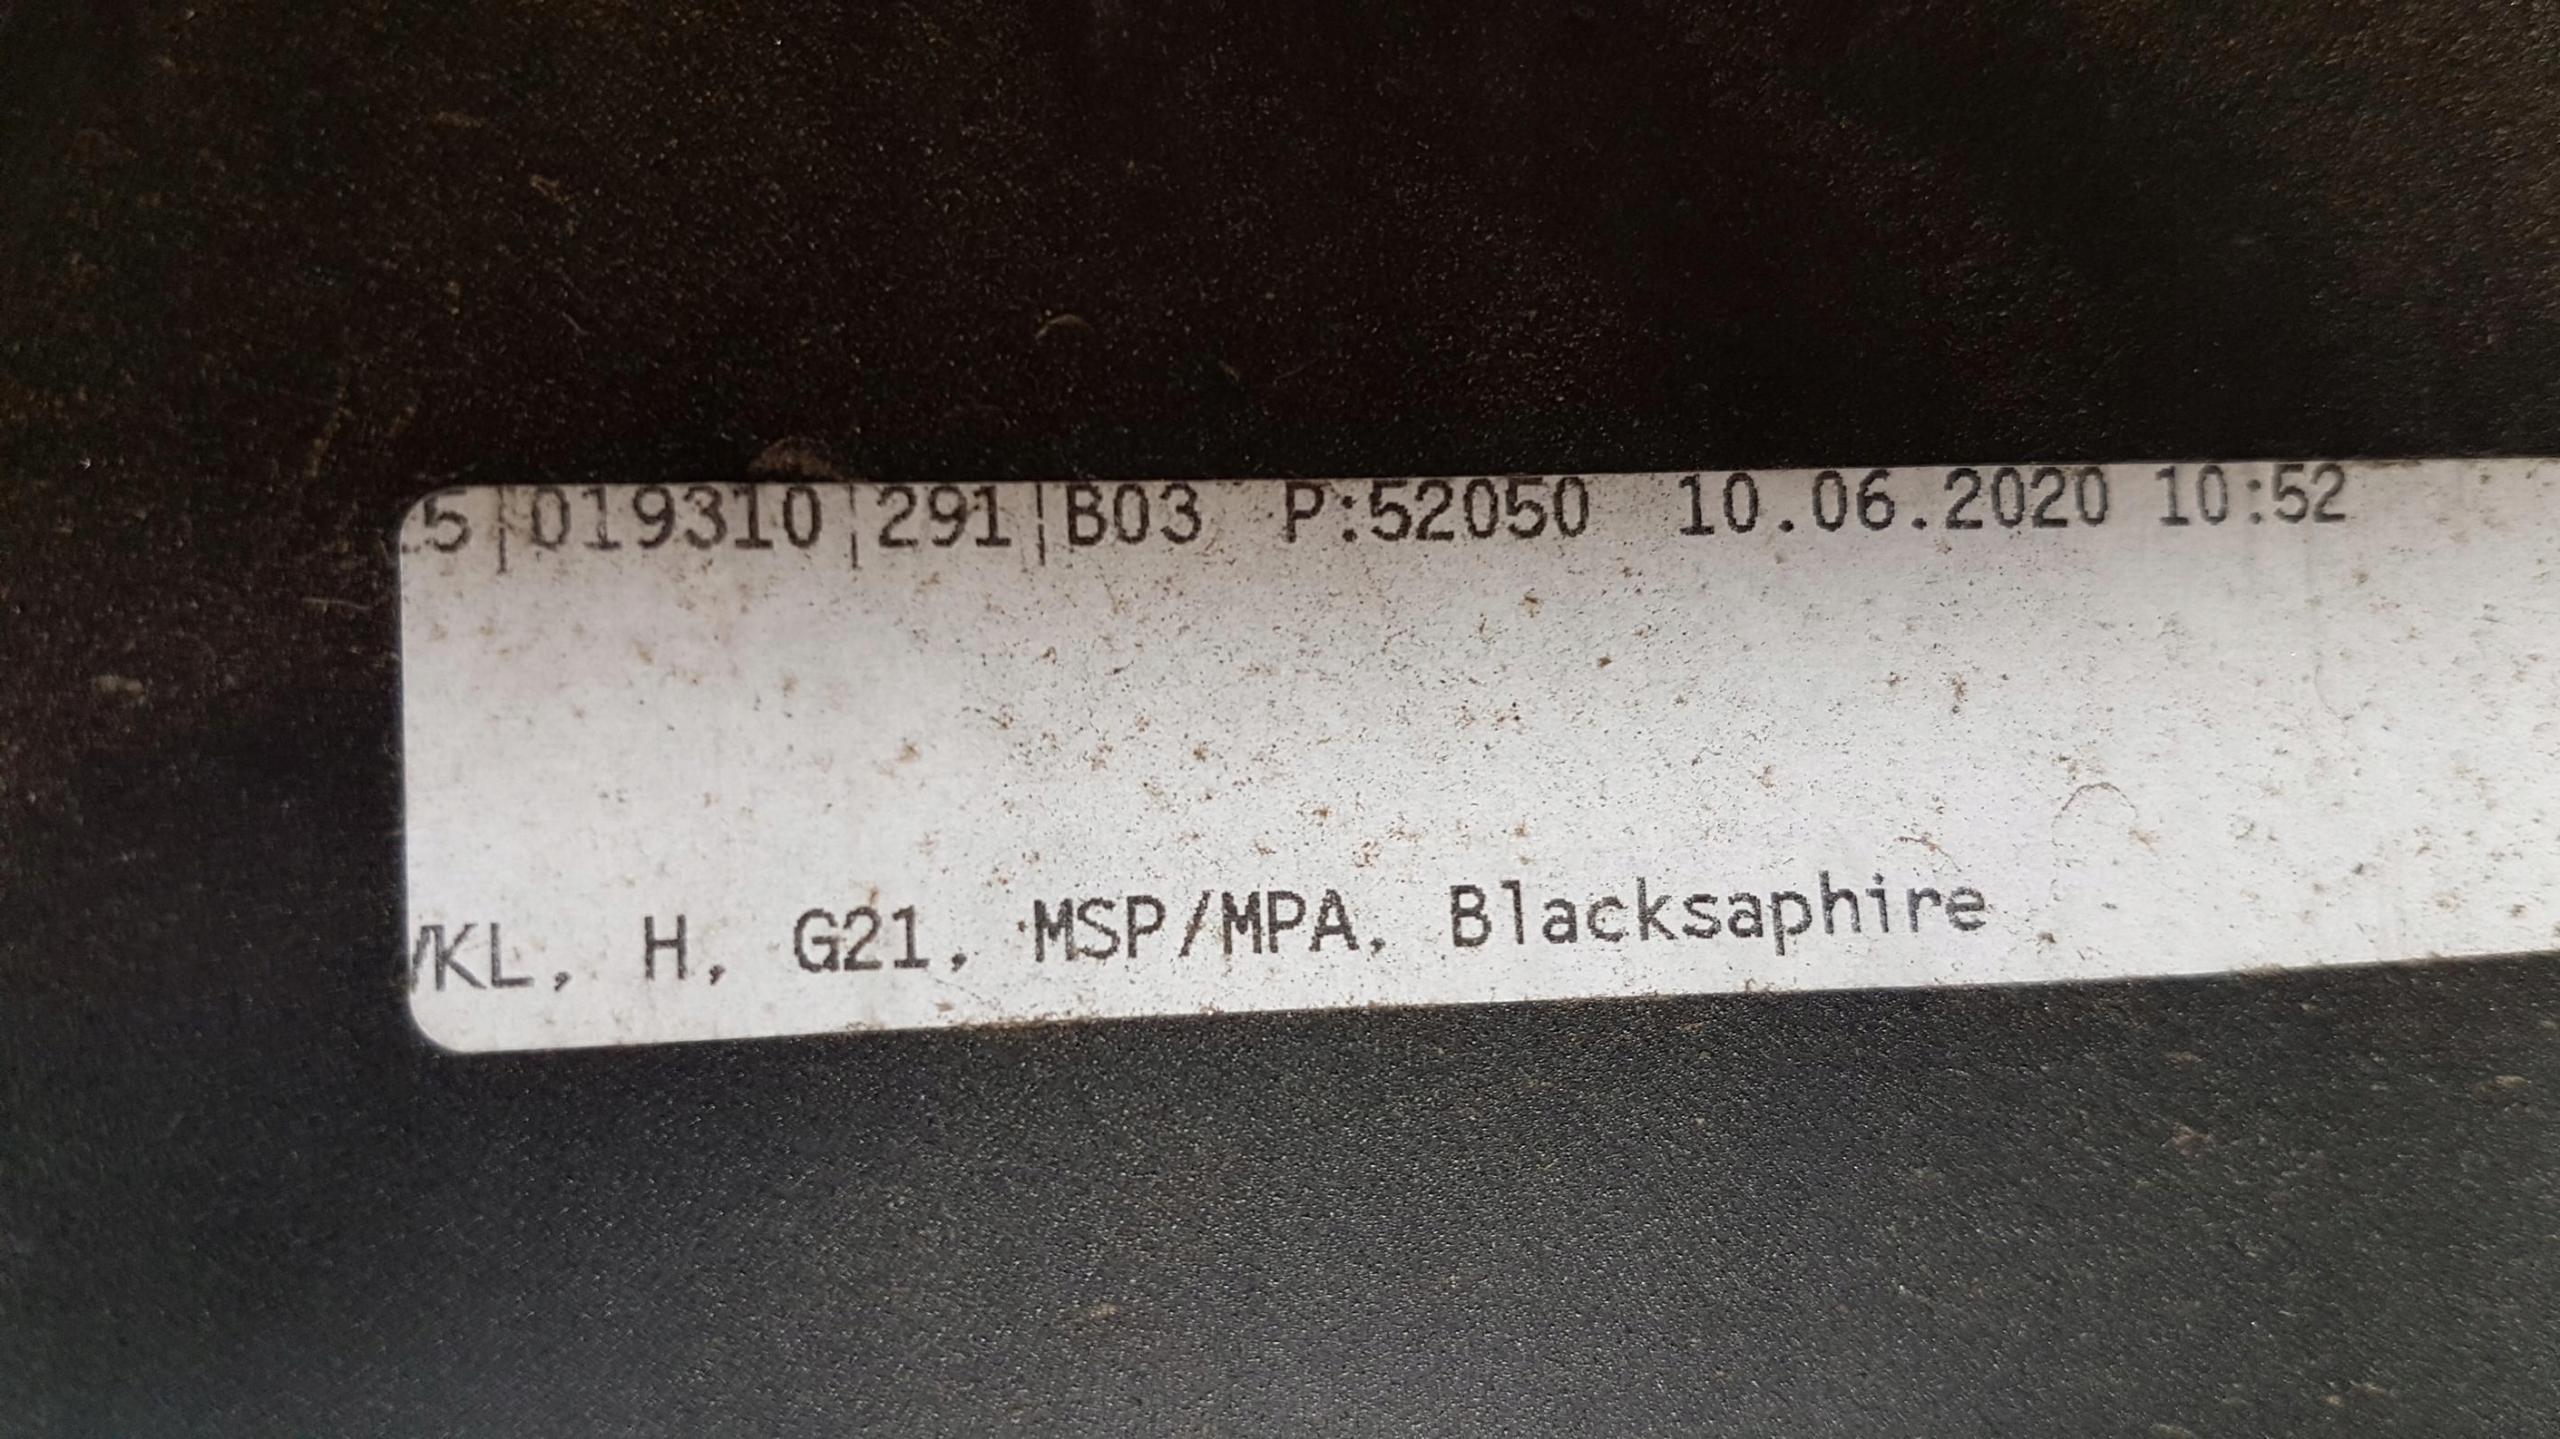 .5|019310|291|B03 P:52050 10.06.2020 10:52
/KL, H, G21, MSP/MPA, Blacksaphire